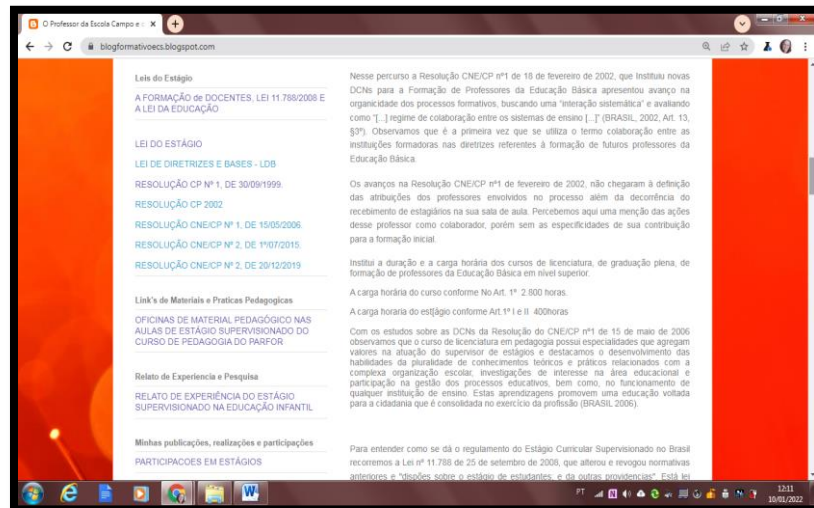 O Professor da Escola Campo e
blogformativoecs.blogspot.com
Leis do Estágio
A FORMAÇÃO de DOCENTES, LEI 11.788/2008 E
A LEI DA EDUCAÇÃO
LEI DO ESTÁGIO
LEI DE DIRETRIZES E BASES - LDB
RESOLUÇÃO CP Nº 1, DE 30/09/1999.
RESOLUÇÃO CP 2002
RESOLUÇÃO CNE/CP Nº 1, DE 15/05/2006.
RESOLUÇÃO CNE/CP Nº 2, DE 1º/07/2015.
RESOLUÇÃO CNE/CP Nº 2, DE 20/12/2019
Link's de Materiais e Praticas Pedagogicas
OFICINAS DE MATERIAL PEDAGÓGICO NAS
AULAS DE ESTÁGIO SUPERVISIONADO DO
CURSO DE PEDAGOGIA DO PARFOR
Relato de Experiencia e Pesquisa
RELATO DE EXPERIÊNCIA DO ESTÁGIO
SUPERVISIONADO NA EDUCAÇÃO INFANTIL
Minhas publicações, realizações e participações
PARTICIPACOES EM ESTÁGIOS
Nesse percurso a Resolução CNE/CP nº1 de 18 de fevereiro de 2002, que Instituiu novas
DCNs para a Formação de Professores da Educação Básica apresentou avanço na
organicidade dos processos formativos, buscando uma "interação sistemática" e avaliando
como "[...] regime de colaboração entre os sistemas de ensino [...]" (BRASIL, 2002, Art. 13,
§3º). Observamos que é a primeira vez que se utiliza o termo colaboração entre as
instituições formadoras nas diretrizes referentes à formação de futuros professores da
Educação Básica.
Os avanços na Resolução CNE/CP nº1 de fevereiro de 2002, não chegaram à definição
das atribuições dos professores envolvidos no processo além da decorrência do
recebimento de estagiários na sua sala de aula. Percebemos aqui uma menção das ações
desse professor como colaborador, porém sem as especificidades de sua contribuição
para a formação inicial.
Institui a duração e a carga horária dos cursos de licenciatura, de graduação plena, de
formação de professores da Educação Básica em nível superior.
A carga horária do curso conforme No Art. 1º 2.800 horas.
A carga horaria do est[ágio conforme Art.1º I e II 400horas
Com os estudos sobre as DCNs da Resolução do CNE/CP nº1 de 15 de maio de 2006
observamos que o curso de licenciatura em pedagogia possui especialidades que agregam
valores na atuação do supervisor de estágios e destacamos o desenvolvimento das
habilidades da pluralidade de conhecimentos teóricos e práticos relacionados com a
complexa organização escolar, investigações de interesse na área educacional e
participação na gestão dos processos educativos, bem como, no funcionamento de
qualquer instituição de ensino. Estas aprendizagens promovem uma educação voltada
para a cidadania que é consolidada no exercício da profissão (BRASIL 2006).
Para entender como se dá o regulamento do Estágio Curricular Supervisionado no Brasil
recorremos a Lei nº 11.788 de 25 de setembro de 2008, que alterou e revogou normativas
anteriores e "dispões sobre o estágio de estudantes, e da outras providencias". Está lei
PT
12:11
10/01/2022